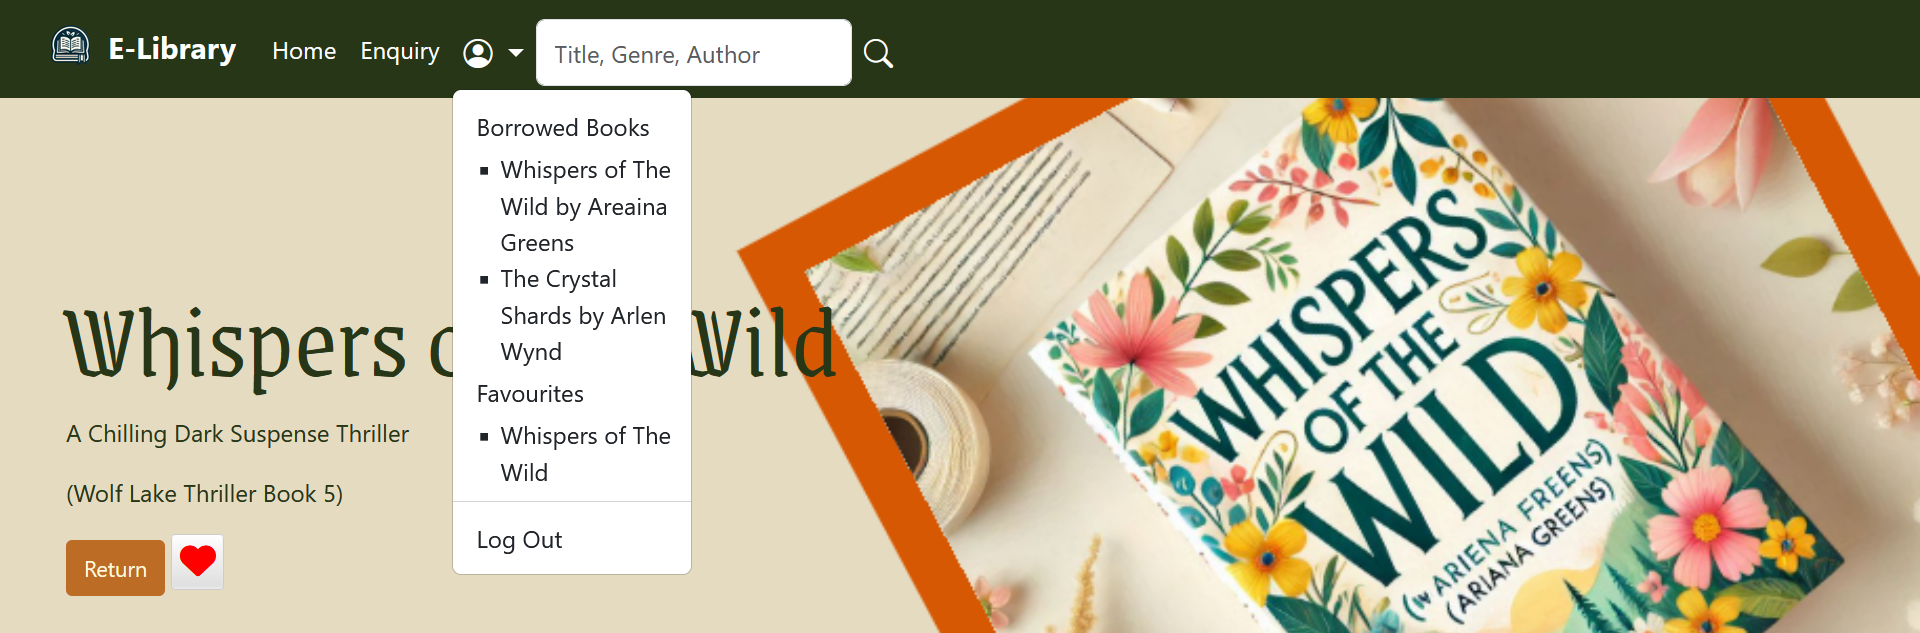 E-Library Home Enquiry Title, Genre, Author
Borrowed Books
Whispers of The
Wild by Areaina
Greens
The Crystal
Shards by Arlen
Wynd
Favourites
Whispers of The
Wild
Log Out
Whispers Wild
A Chilling Dark Suspense Thriller
(Wolf Lake Thriller Book 5)
Return
WHISPERS
OF THE
WILD
ARIENA FREENS)
(ARIANA GREENS)